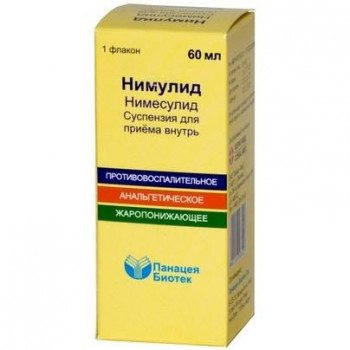 1 флакон 60 мл
Нимулид
Нимесулид
Суспензия для
приёма внутрь
ПРОТИВОВОСПАЛИТЕЛЬНОЕ
АНАЛЬГЕТИЧЕСКОЕ
ЖАРОПОНИЖАЮЩЕЕ
Панацея
Биотек